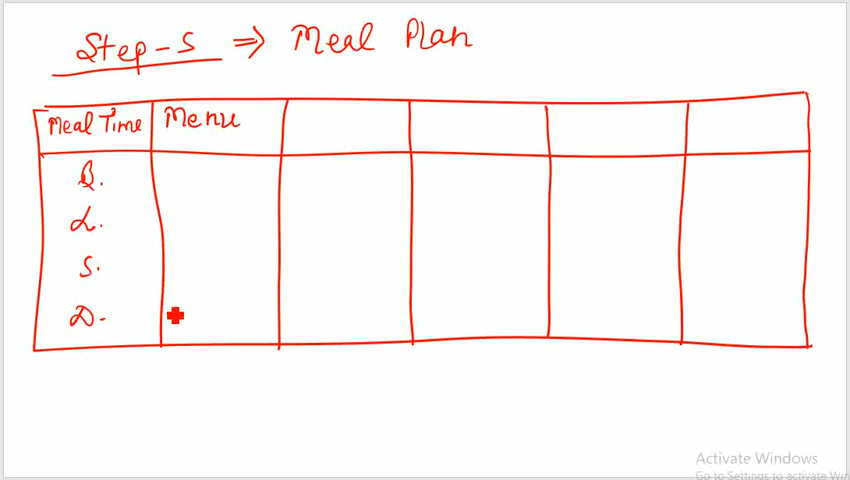 Step-5 ⇒ Meal Plan
Meal Time Menu
B.
L.
S.
D.
Activate Windows
Go to Settings to activate Win